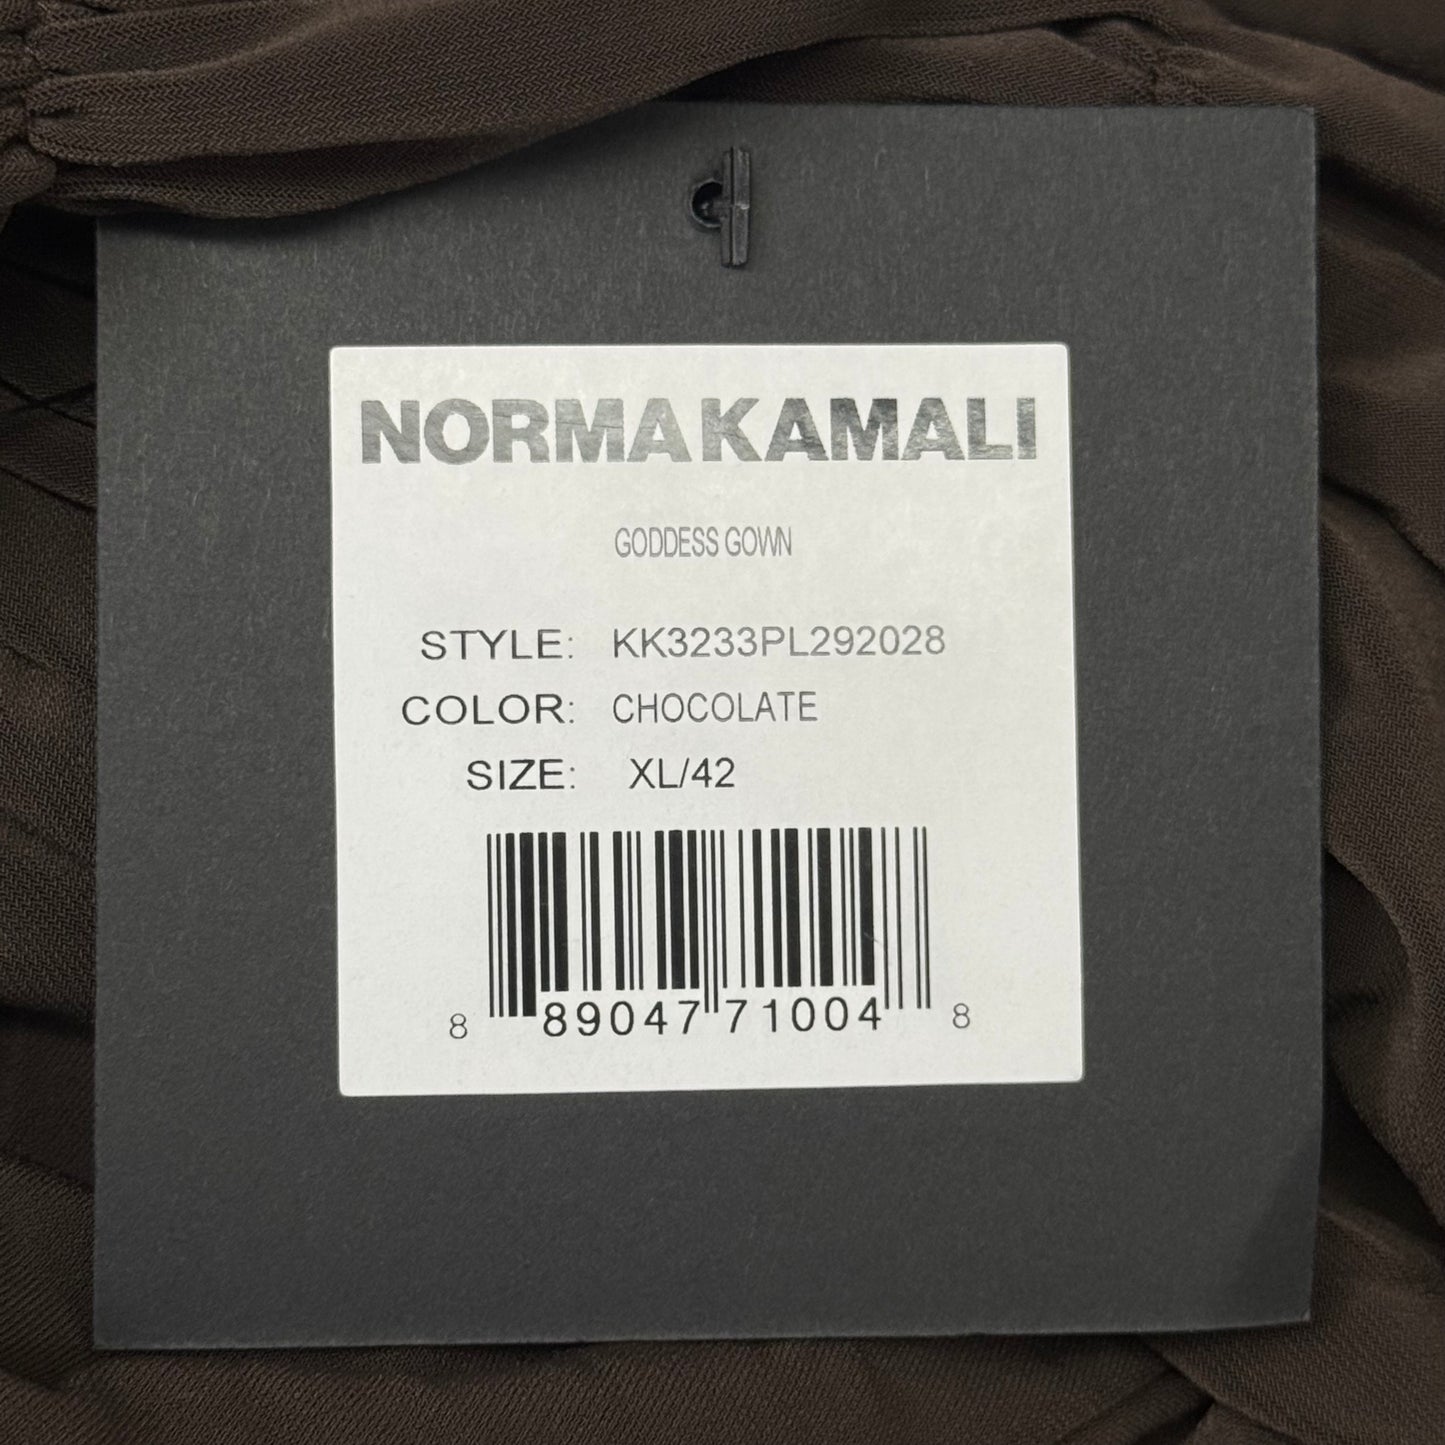 NORMA KAMALI
GODDESS GOWN
STYLE: KK3233PL292028
COLOR: CHOCOLATE
SIZE: XL/42
8 89047 71004 8